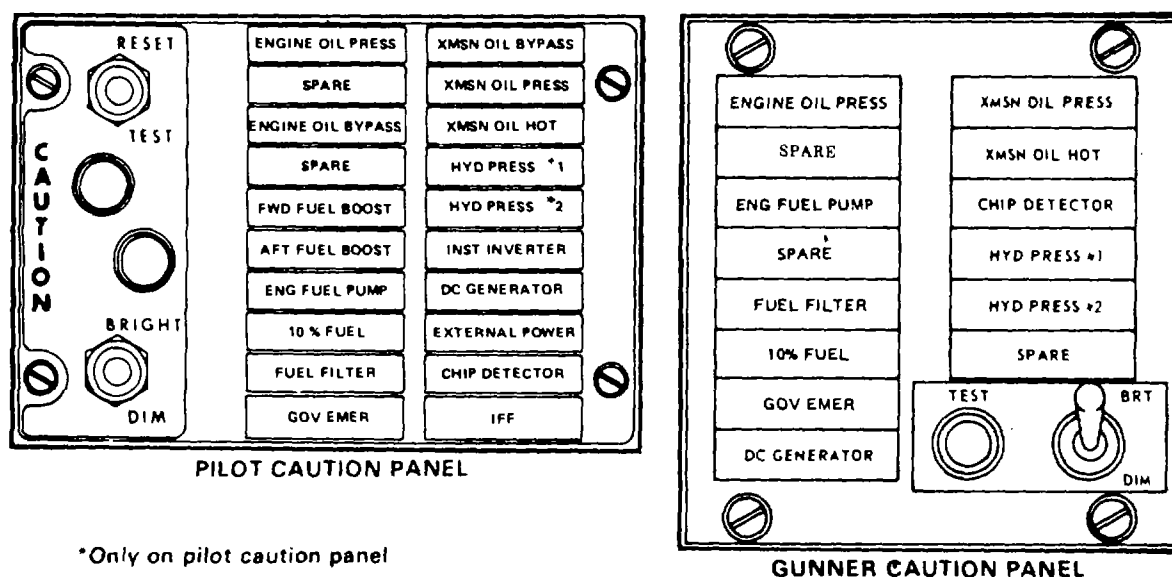 RESET
TEST
CAUTION
BRIGHT
DIM
ENGINE OIL PRESS
SPARE
ENGINE OIL BYPASS
SPARE
FWD FUEL BOOST
AFT FUEL BOOST
ENG FUEL PUMP
10 % FUEL
FUEL FILTER
GOV EMER
XMSN OIL BYPASS
XMSN OIL PRESS
XMSN OIL HOT
HYD PRESS *1
HYD PRESS *2
INST INVERTER
DC GENERATOR
EXTERNAL POWER
CHIP DETECTOR
IFF
PILOT CAUTION PANEL
*Only on pilot caution panel
ENGINE OIL PRESS
SPARE
ENG FUEL PUMP
SPARE
FUEL FILTER
10% FUEL
GOV EMER
DC GENERATOR
XMSN OIL PRESS
XMSN OIL HOT
CHIP DETECTOR
HYD PRESS #1
HYD PRESS #2
SPARE
TEST
BRT
DIM
GUNNER CAUTION PANEL